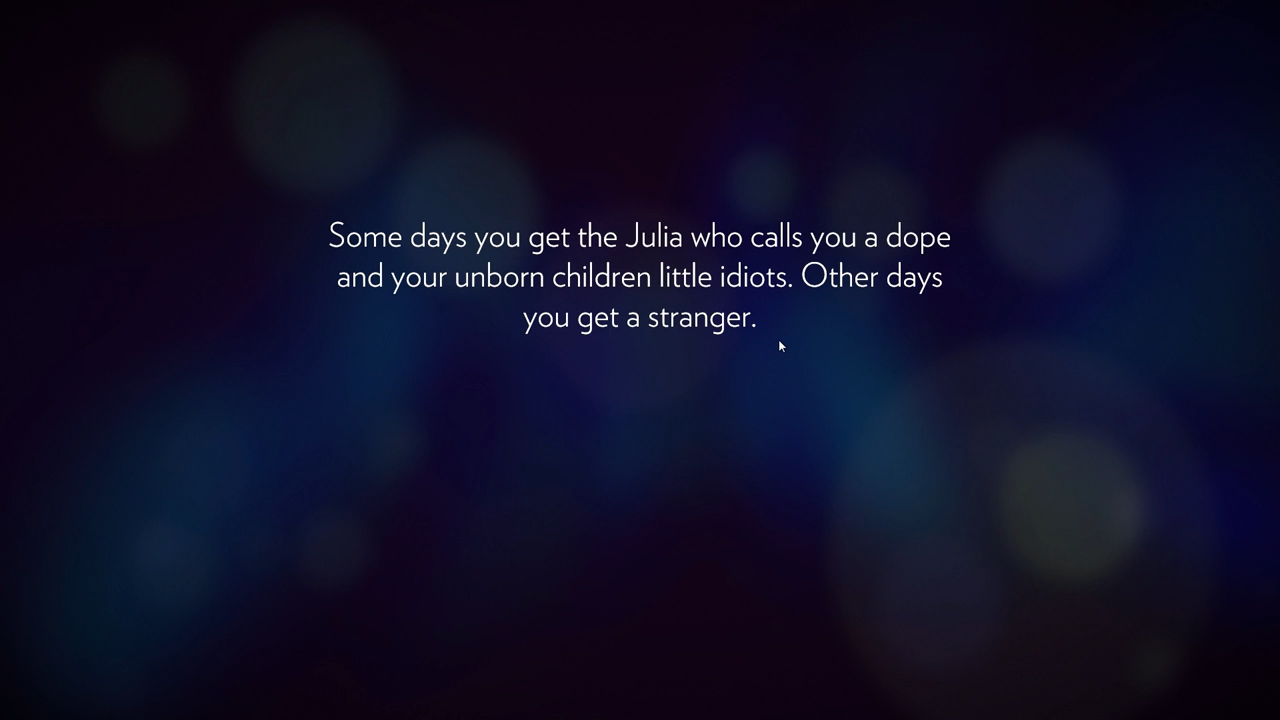 Some days you get the Julia who calls you a dope
and your unborn children little idiots. Other days
you get a stranger.